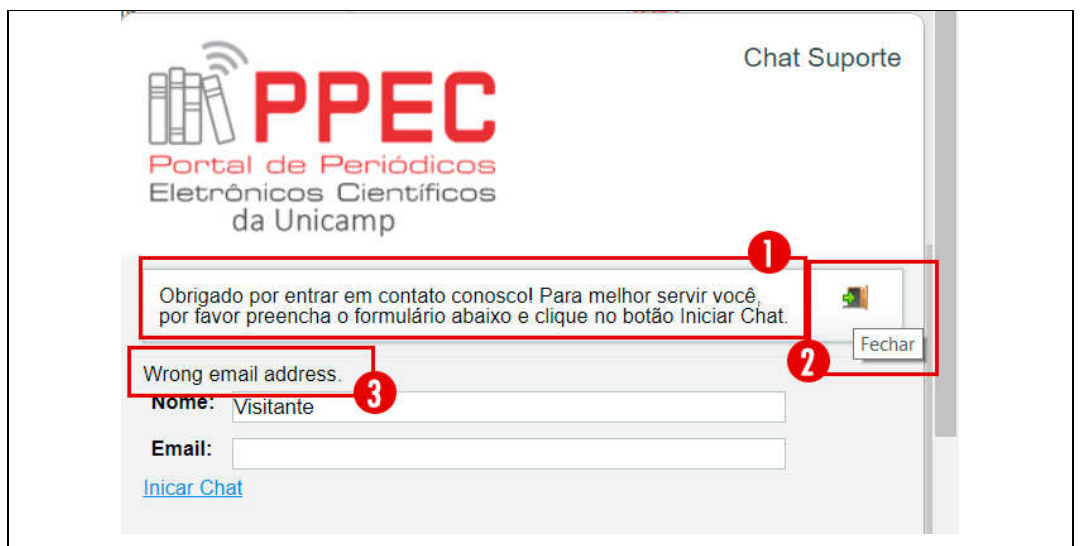 Chat Suporte
PPEC
Portal de Periódicos
Eletrônicos Científicos
da Unicamp
1
Obrigado por entrar em contato conosco! Para melhor servir você,
por favor preencha o formulário abaixo e clique no botão Iniciar Chat.
Fechar
2
Wrong email address.
3
Nome: Visitante
Email:
Inicar Chat